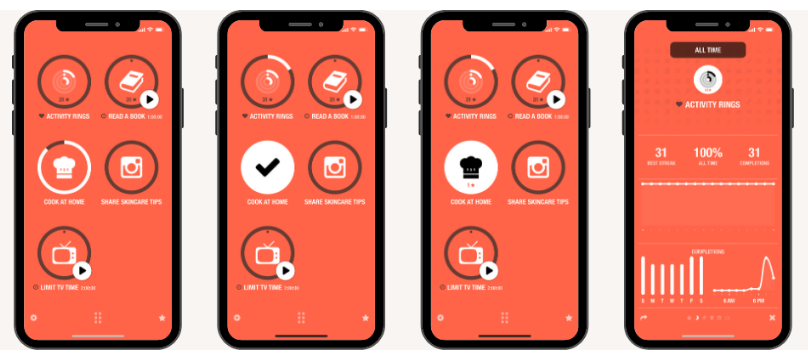 31 ★ 31 ★
ACTIVITY RINGS READ A BOOK 1:00:00
COOK AT HOME SHARE SKINCARE TIPS
LIMIT TV TIME 2:00:00
31 ★ 31 ★
ACTIVITY RINGS READ A BOOK 1:00:00
COOK AT HOME SHARE SKINCARE TIPS
LIMIT TV TIME 2:00:00
31 ★ 31 ★
ACTIVITY RINGS READ A BOOK 1:00:00
1 ★
COOK AT HOME SHARE SKINCARE TIPS
LIMIT TV TIME 2:00:00
ALL TIME
ACTIVITY RINGS
31 100% 31
BEST STREAK ALL TIME COMPLETIONS
COMPLETIONS
S M T W T F S 6 AM 6 PM